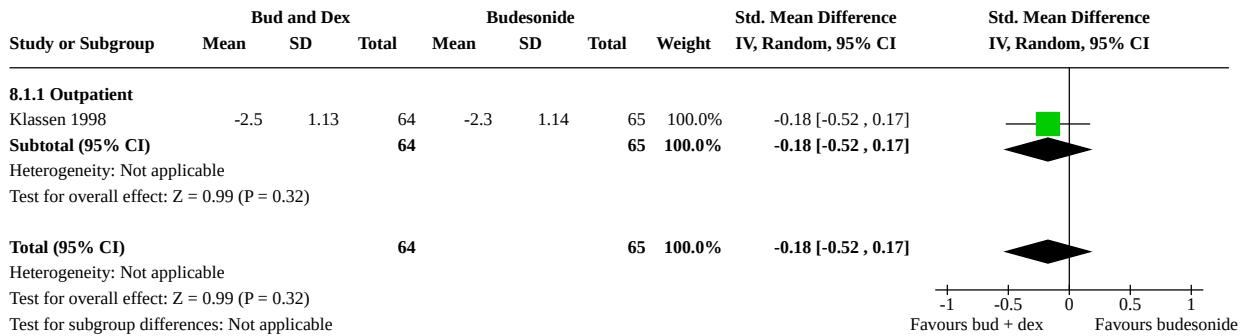 Bud and Dex Budesonide Std. Mean Difference Std. Mean Difference
Study or Subgroup Mean SD Total Mean SD Total Weight IV, Random, 95% CI IV, Random, 95% CI
8.1.1 Outpatient
Klassen 1998 -2.5 1.13 64 -2.3 1.14 65 100.0% -0.18 [-0.52 , 0.17]
Subtotal (95% CI) 64 65 100.0% -0.18 [-0.52 , 0.17]
Heterogeneity: Not applicable
Test for overall effect: Z = 0.99 (P = 0.32)
Total (95% CI) 64 65 100.0% -0.18 [-0.52 , 0.17]
Heterogeneity: Not applicable
Test for overall effect: Z = 0.99 (P = 0.32) -1 -0.5 0 0.5 1
Test for subgroup differences: Not applicable Favours bud + dex Favours budesonide